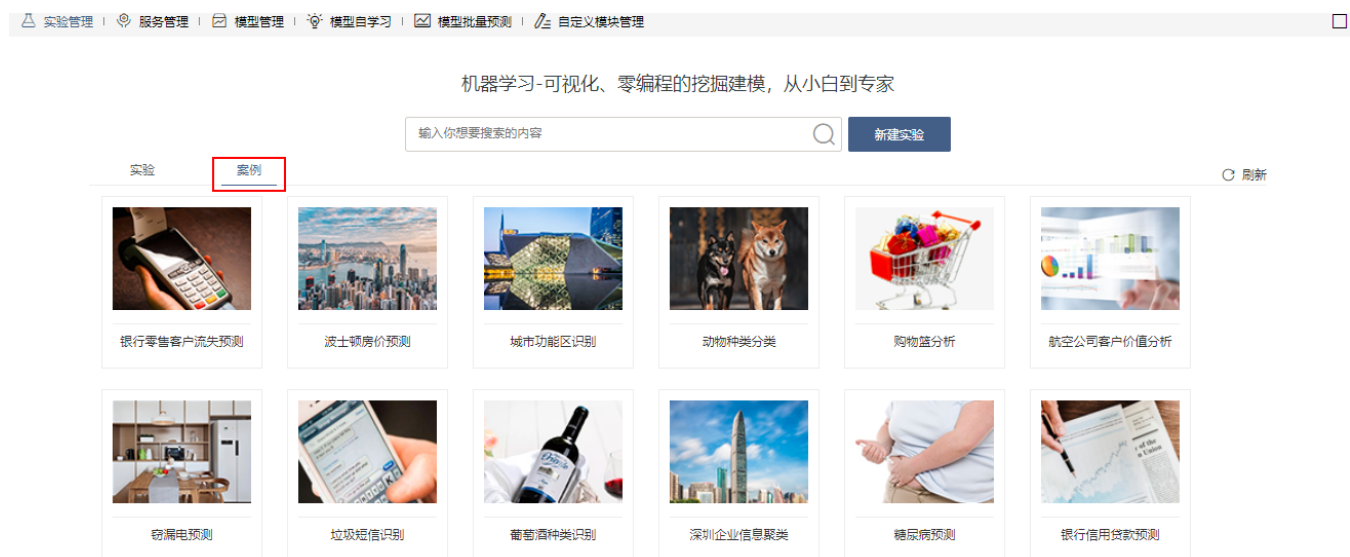 实验管理 服务管理 模型管理 模型自学习 模型批量预测 自定义模块管理
机器学习-可视化、零编程的挖掘建模，从小白到专家
输入你想要搜索的内容 新建实验
实验 案例 刷新
银行零售客户流失预测 波士顿房价预测 城市功能区识别 动物种类分类 购物篮分析 航空公司客户价值分析
窃漏电预测 垃圾短信识别 葡萄酒种类识别 深圳企业信息聚类 糖尿病预测 银行信用贷款预测